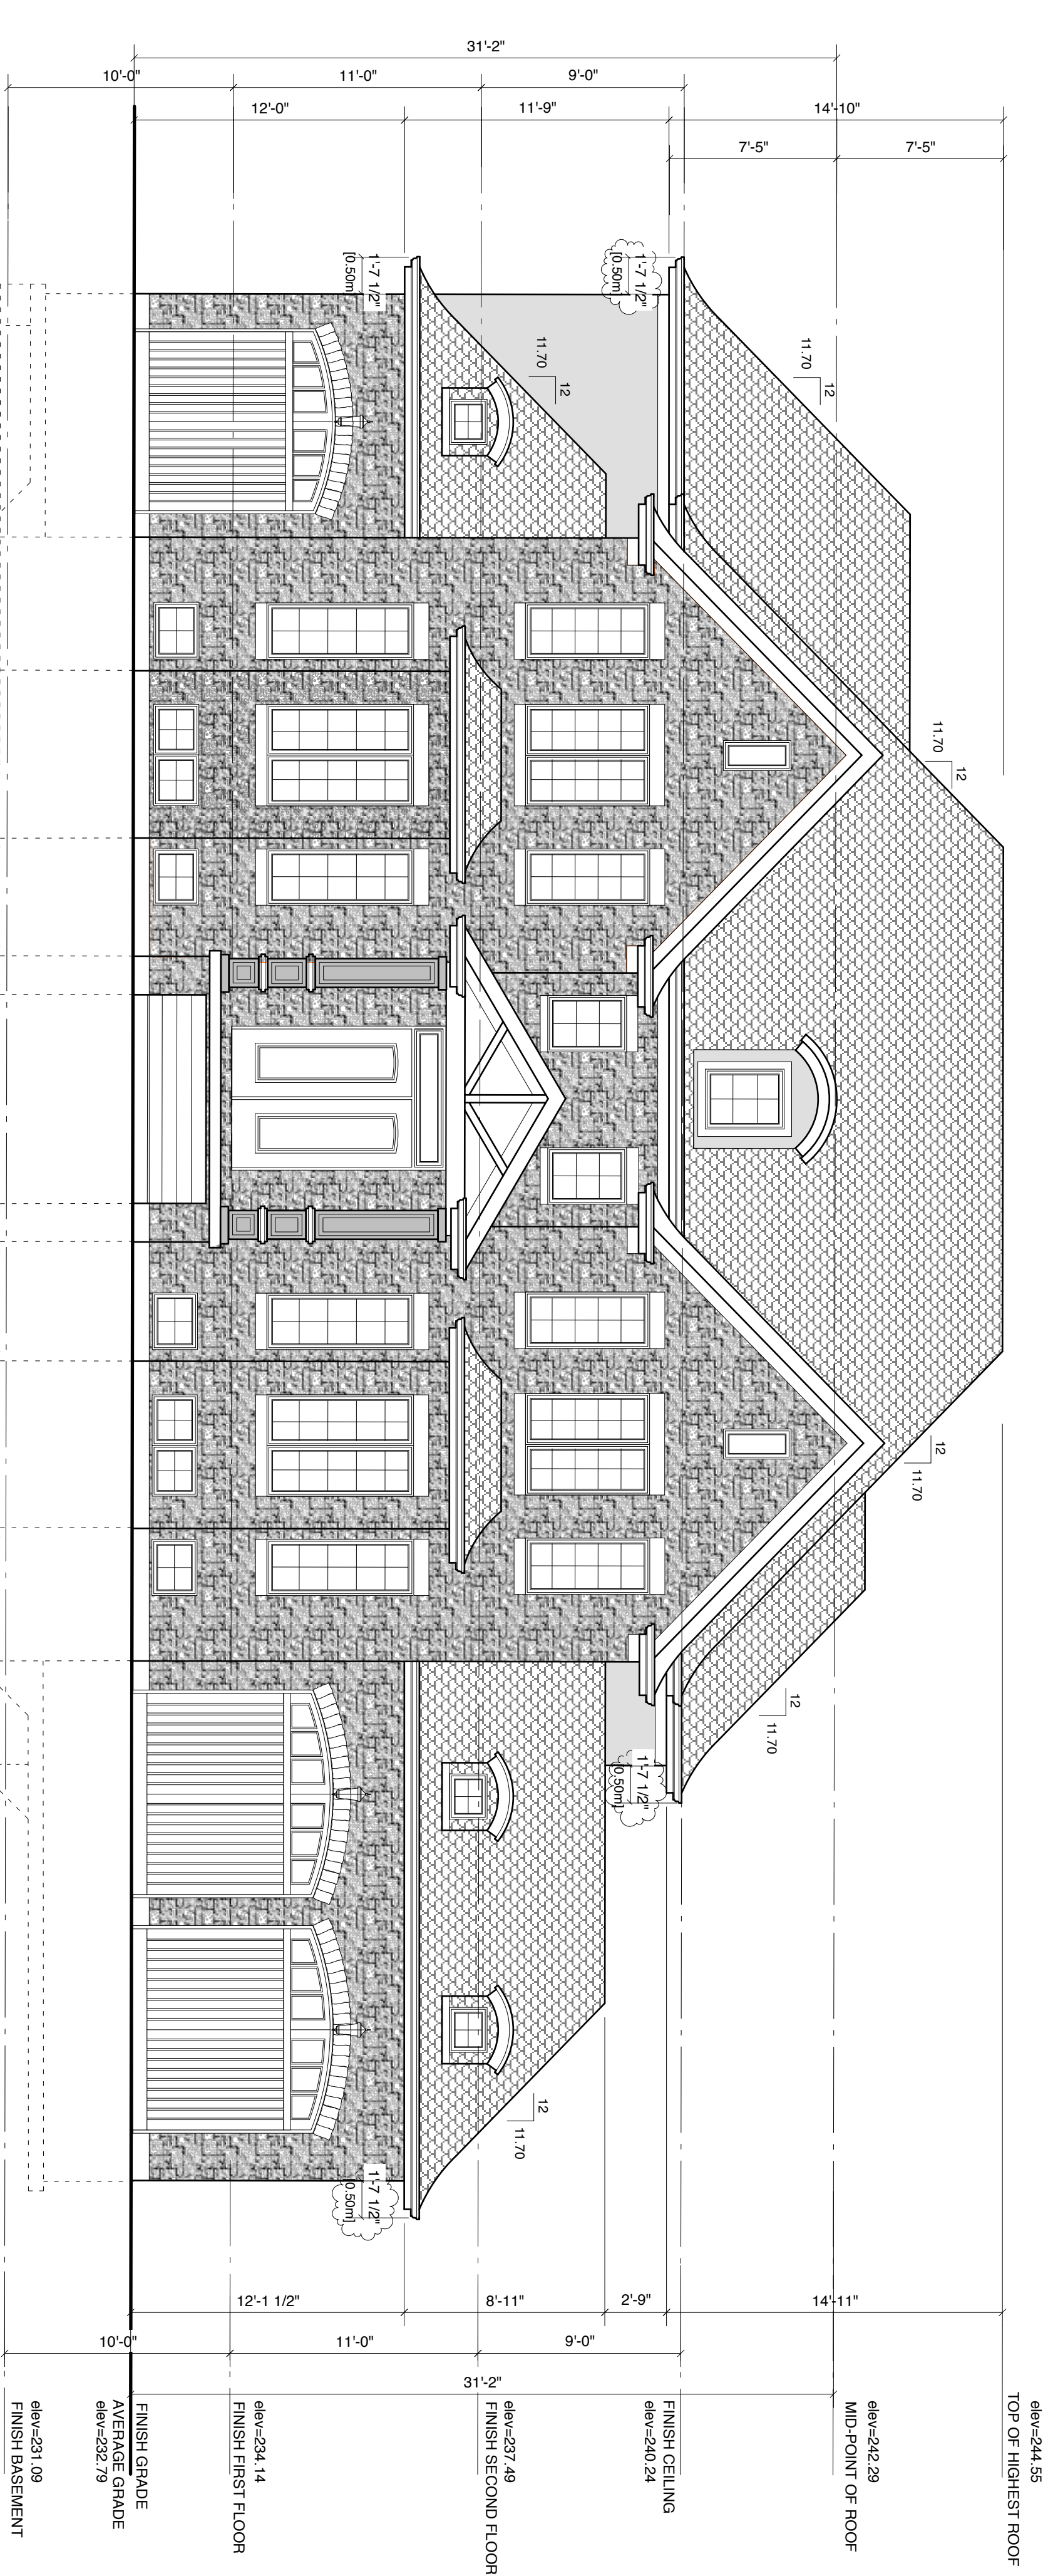 31'-2"
10'-0"
11'-0"
9'-0"
12'-0"
11'-9"
14'-10"
7'-5"
7'-5"
1'-7 1/2"
[0.50m]
1'-7 1/2"
[0.50m]
11.70
12
11.70
12
11.70
12
12
11.70
12
11.70
1'-7 1/2"
[0.50m]
12
11.70
1'-7 1/2"
[0.50m]
12'-1 1/2"
8'-11"
2'-9"
14'-11"
10'-0"
11'-0"
9'-0"
31'-2"
elev=244.55
TOP OF HIGHEST ROOF
elev=242.29
MID-POINT OF ROOF
FINISH CEILING
elev=240.24
elev=237.49
FINISH SECOND FLOOR
elev=234.14
FINISH FIRST FLOOR
FINISH GRADE
AVERAGE GRADE
elev=232.79
elev=231.09
FINISH BASEMENT